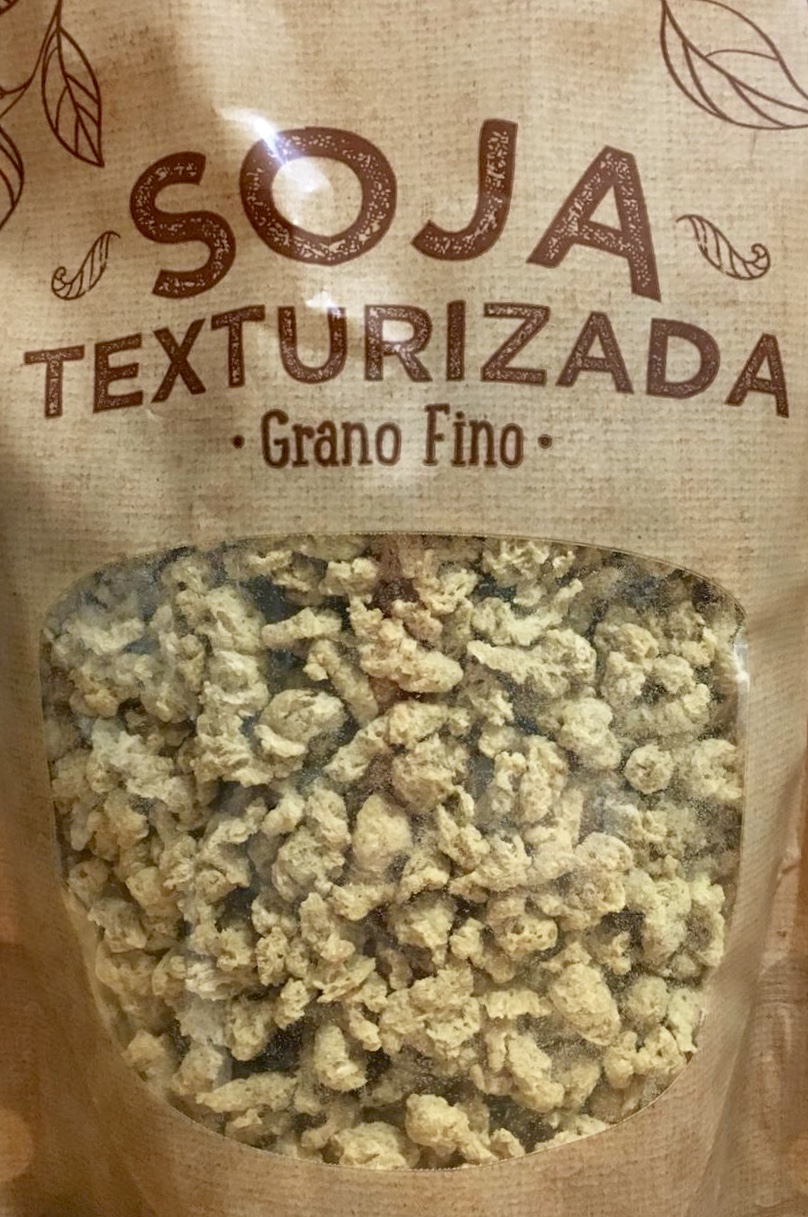 SOJA
TEXTURIZADA
· Grano Fino ·